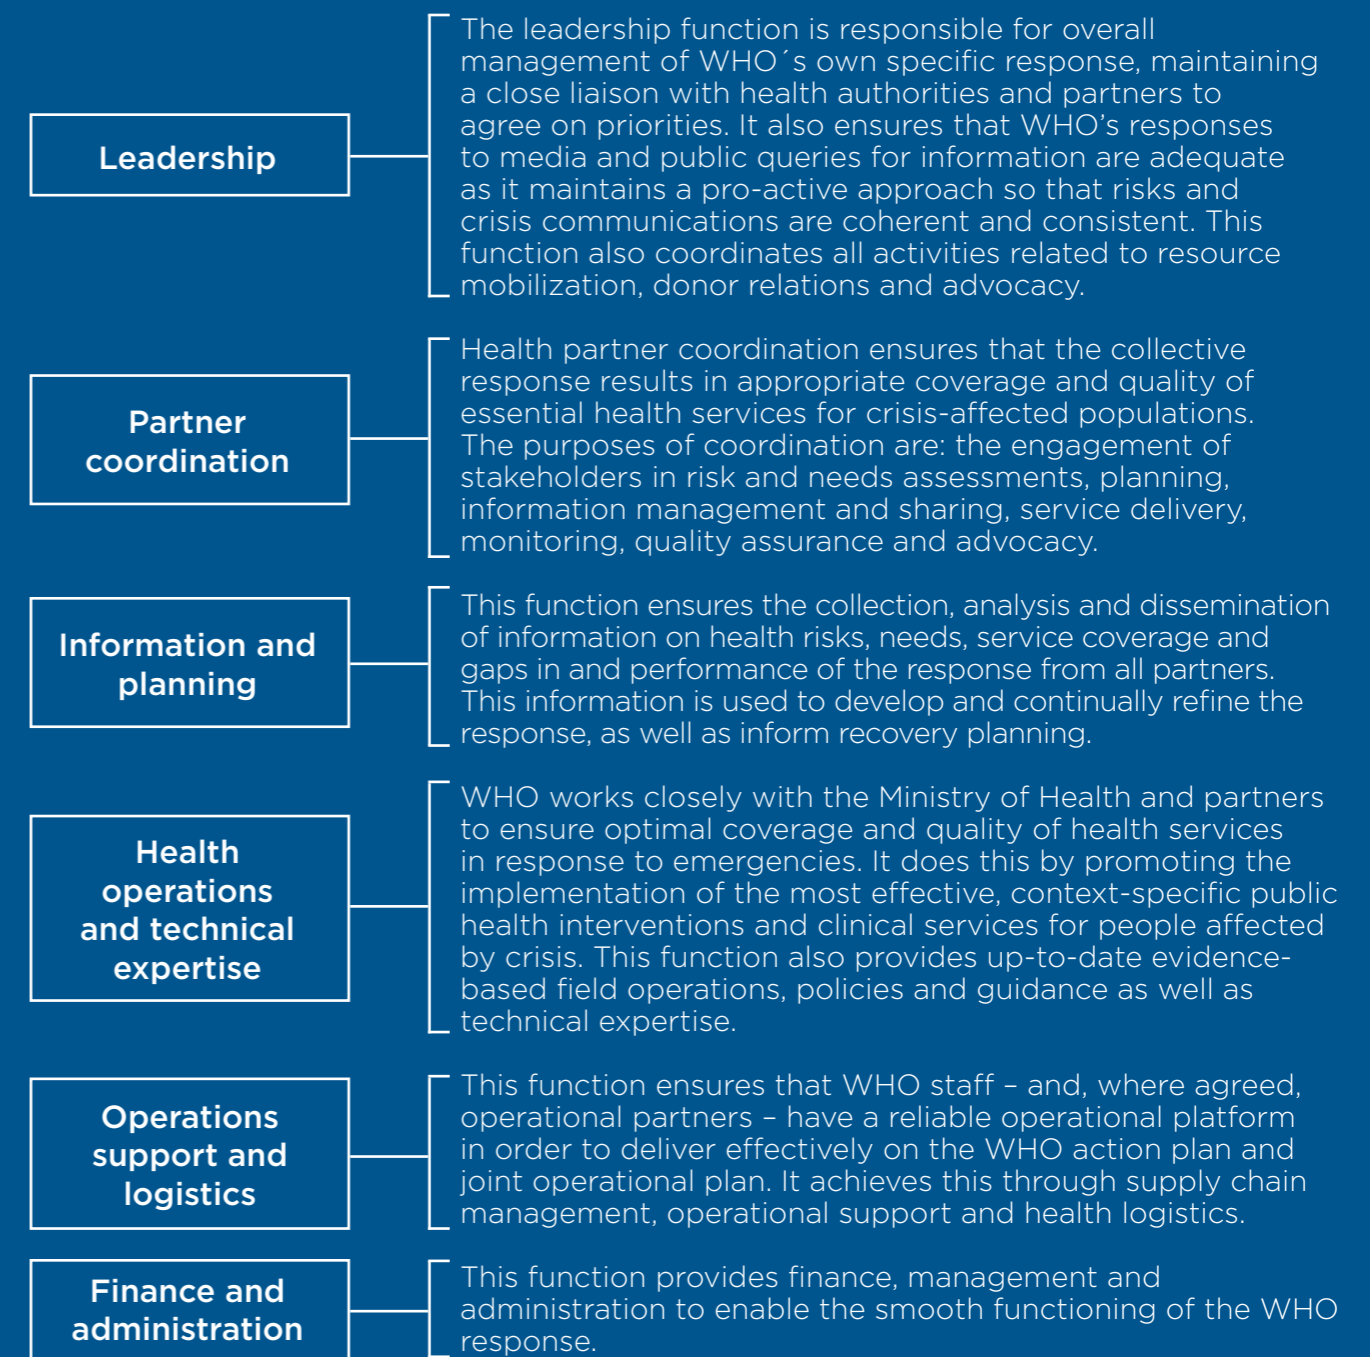 Leadership
The leadership function is responsible for overall
management of WHO´s own specific response, maintaining
a close liaison with health authorities and partners to
agree on priorities. It also ensures that WHO’s responses
to media and public queries for information are adequate
as it maintains a pro-active approach so that risks and
crisis communications are coherent and consistent. This
function also coordinates all activities related to resource
mobilization, donor relations and advocacy.
Partner
coordination
Health partner coordination ensures that the collective
response results in appropriate coverage and quality of
essential health services for crisis-affected populations.
The purposes of coordination are: the engagement of
stakeholders in risk and needs assessments, planning,
information management and sharing, service delivery,
monitoring, quality assurance and advocacy.
Information and
planning
This function ensures the collection, analysis and dissemination
of information on health risks, needs, service coverage and
gaps in and performance of the response from all partners.
This information is used to develop and continually refine the
response, as well as inform recovery planning.
Health
operations
and technical
expertise
WHO works closely with the Ministry of Health and partners
to ensure optimal coverage and quality of health services
in response to emergencies. It does this by promoting the
implementation of the most effective, context-specific public
health interventions and clinical services for people affected
by crisis. This function also provides up-to-date evidence-
based field operations, policies and guidance as well as
technical expertise.
Operations
support and
logistics
This function ensures that WHO staff – and, where agreed,
operational partners – have a reliable operational platform
in order to deliver effectively on the WHO action plan and
joint operational plan. It achieves this through supply chain
management, operational support and health logistics.
Finance and
administration
This function provides finance, management and
administration to enable the smooth functioning of the WHO
response.